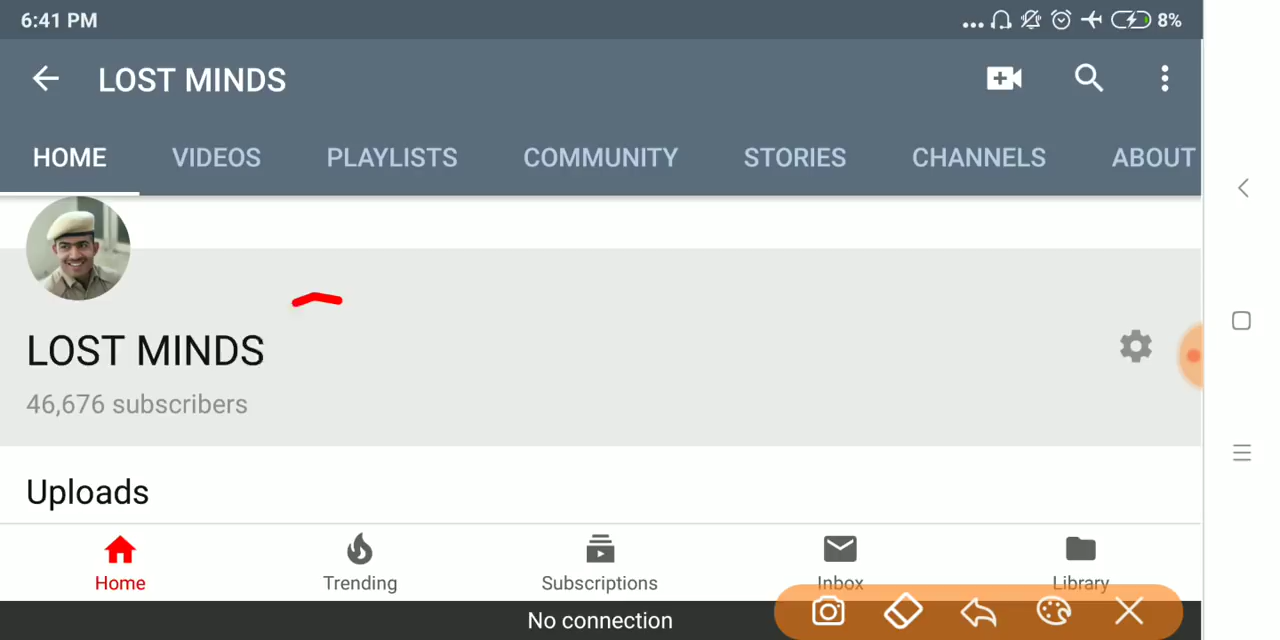 6:41 PM
8%
LOST MINDS
HOME VIDEOS PLAYLISTS COMMUNITY STORIES CHANNELS ABOUT
LOST MINDS
46,676 subscribers
Uploads
Home Trending Subscriptions Inbox Library
No connection